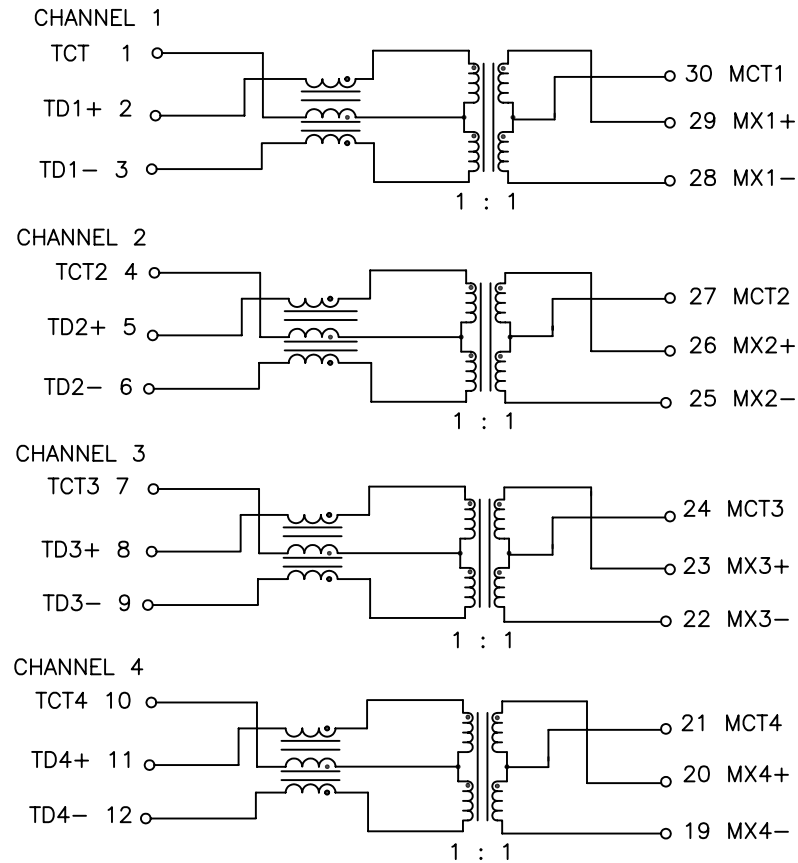 CHANNEL 1
TCT 1
30 MCT1
TD1+ 2
29 MX1+
TD1− 3
28 MX1−
1 : 1
CHANNEL 2
TCT2 4
27 MCT2
TD2+ 5
26 MX2+
TD2− 6
25 MX2−
1 : 1
CHANNEL 3
TCT3 7
24 MCT3
TD3+ 8
23 MX3+
TD3− 9
22 MX3−
1 : 1
CHANNEL 4
TCT4 10
21 MCT4
TD4+ 11
20 MX4+
TD4− 12
19 MX4−
1 : 1